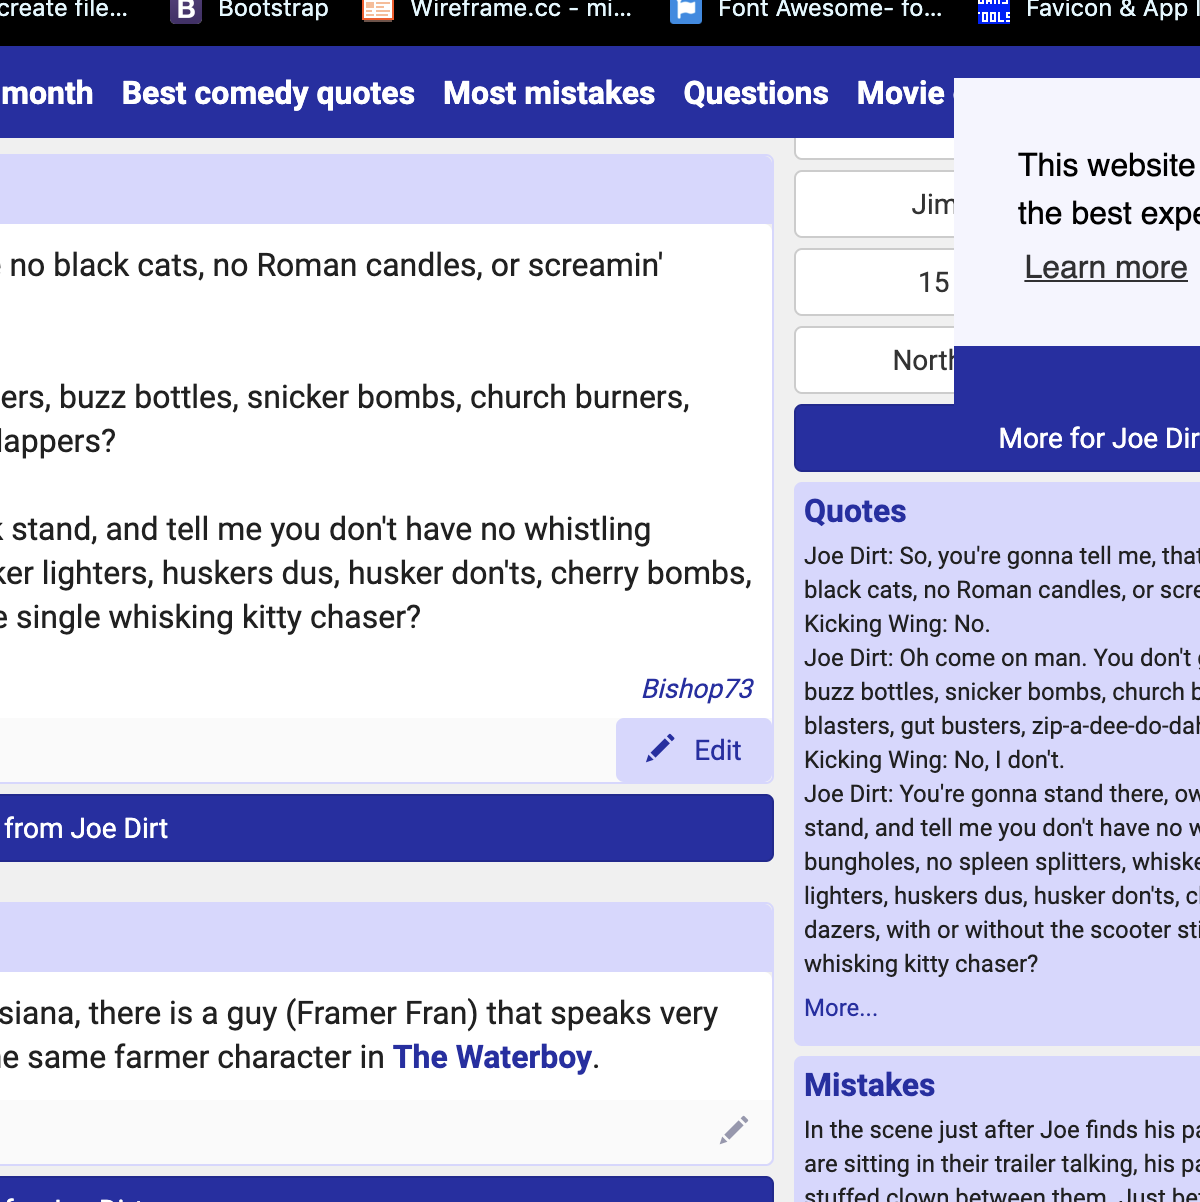 create file...
B Bootstrap
Wireframe.cc - mi...
Font Awesome- fo...
TOOLS
Favicon & App
month
Best comedy quotes
Most mistakes
Questions
Movie
This website
the best expe
Learn more
no black cats, no Roman candles, or screamin'
ers, buzz bottles, snicker bombs, church burners,
lappers?
stand, and tell me you don't have no whistling
ker lighters, huskers dus, husker don'ts, cherry bombs,
e single whisking kitty chaser?
Bishop73
Edit
from Joe Dirt
siana, there is a guy (Framer Fran) that speaks very
he same farmer character in The Waterboy.
Jim
15
North
More for Joe Dir
Quotes
Joe Dirt: So, you're gonna tell me, that
black cats, no Roman candles, or scre
Kicking Wing: No.
Joe Dirt: Oh come on man. You don't g
buzz bottles, snicker bombs, church b
blasters, gut busters, zip-a-dee-do-dah
Kicking Wing: No, I don't.
Joe Dirt: You're gonna stand there, ow
stand, and tell me you don't have no w
bungholes, no spleen splitters, whiske
lighters, huskers dus, husker don'ts, c
dazers, with or without the scooter sti
whisking kitty chaser?
More...
Mistakes
In the scene just after Joe finds his pa
are sitting in their trailer talking, his pa
stuffed clown between them. Just be